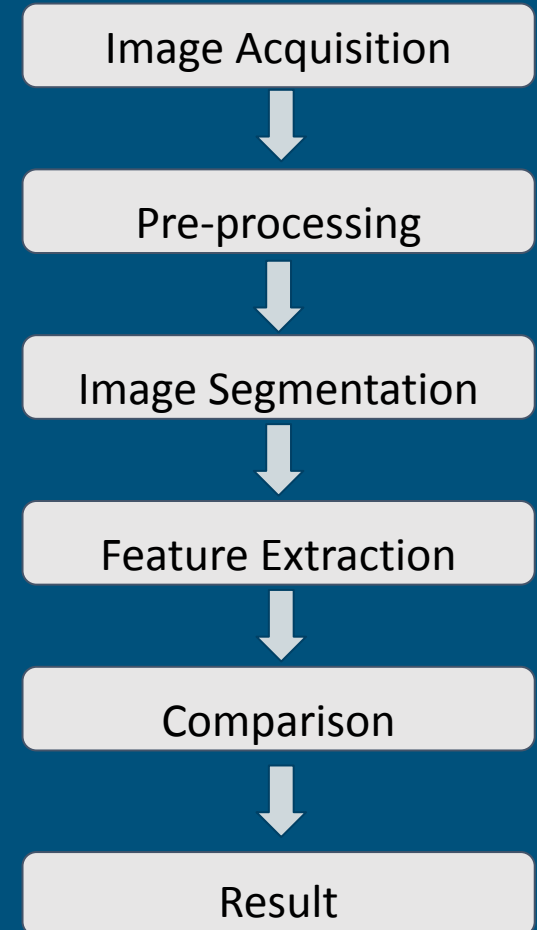 Image Acquisition
Pre-processing
Image Segmentation
Feature Extraction
Comparison
Result